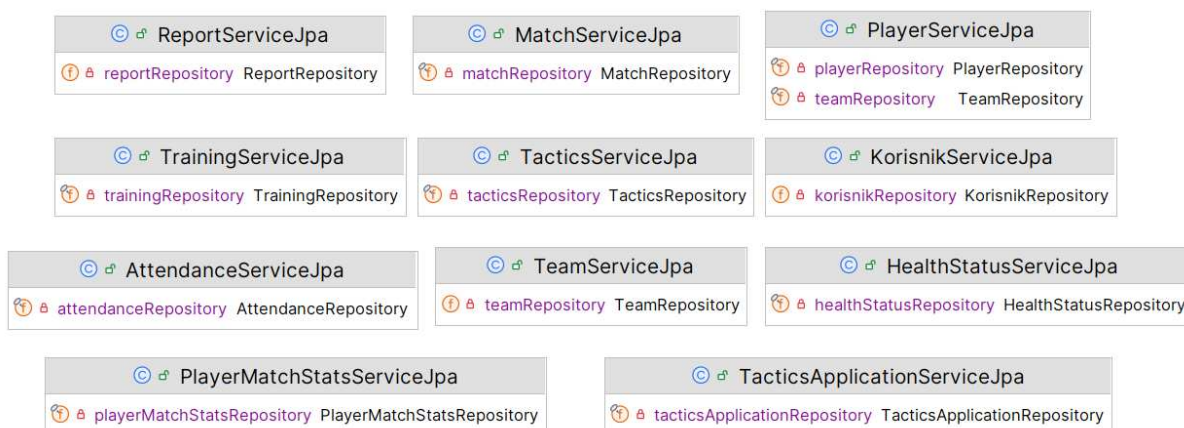 ReportServiceJpa
reportRepository ReportRepository
MatchServiceJpa
matchRepository MatchRepository
PlayerServiceJpa
playerRepository PlayerRepository
teamRepository TeamRepository
TrainingServiceJpa
trainingRepository TrainingRepository
TacticsServiceJpa
tacticsRepository TacticsRepository
KorisnikServiceJpa
korisnikRepository KorisnikRepository
AttendanceServiceJpa
attendanceRepository AttendanceRepository
TeamServiceJpa
teamRepository TeamRepository
HealthStatusServiceJpa
healthStatusRepository HealthStatusRepository
PlayerMatchStatsServiceJpa
playerMatchStatsRepository PlayerMatchStatsRepository
TacticsApplicationServiceJpa
tacticsApplicationRepository TacticsApplicationRepository